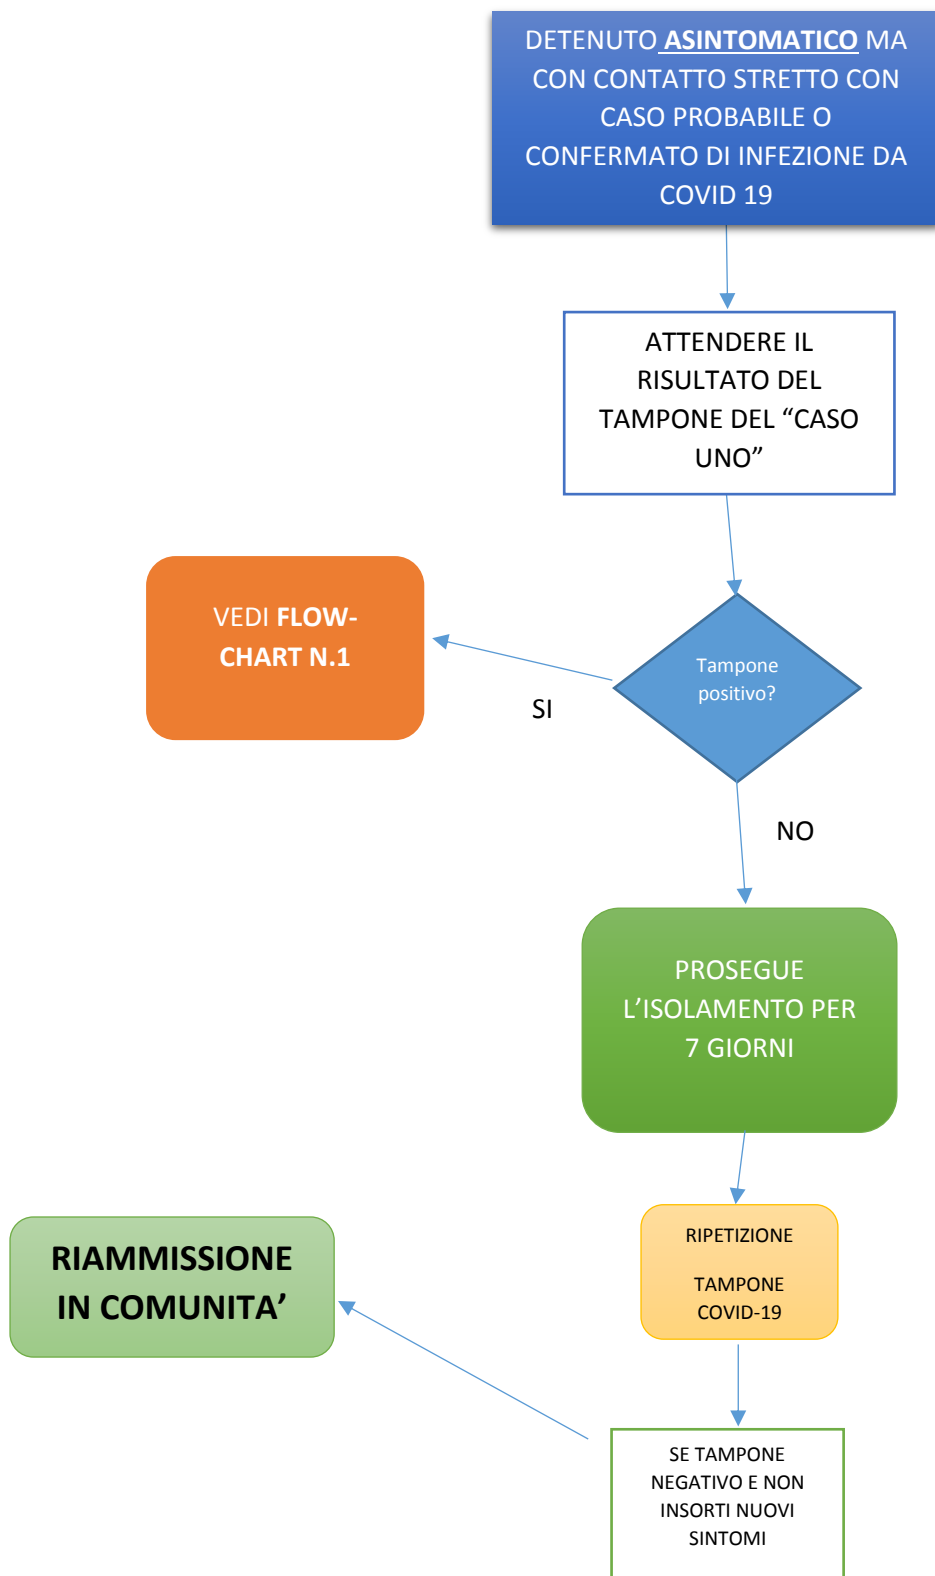 DETENUTO ASINTOMATICO MA
CON CONTATTO STRETTO CON
CASO PROBABILE O
CONFERMATO DI INFEZIONE DA
COVID 19
ATTENDERE IL
RISULTATO DEL
TAMPONE DEL “CASO
UNO”
Tampone
positivo?
SI
VEDI FLOW-
CHART N.1
NO
PROSEGUE
L’ISOLAMENTO PER
7 GIORNI
RIPETIZIONE
TAMPONE
COVID-19
SE TAMPONE
NEGATIVO E NON
INSORTI NUOVI
SINTOMI
RIAMMISSIONE
IN COMUNITA’